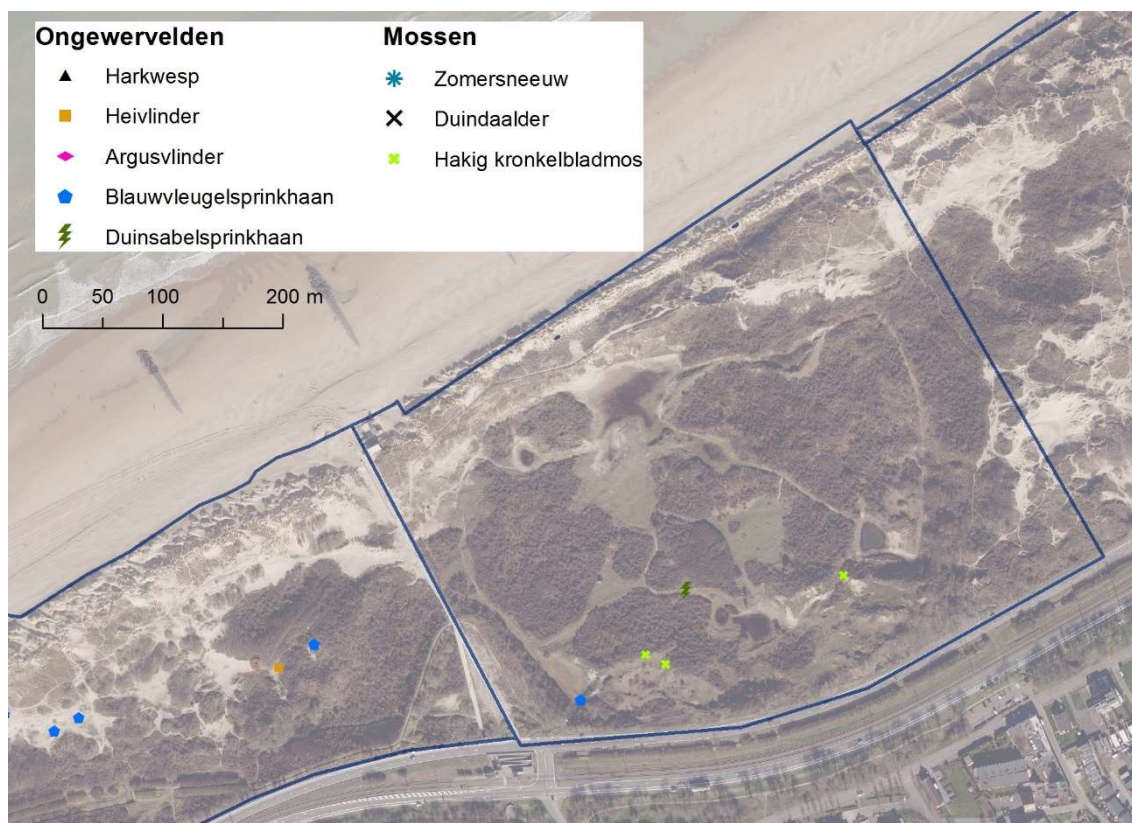 Ongewervelden
Harkwesp
Heivlinder
Argusvlinder
Blauwvleugelsprinkhaan
Duinsabelsprinkhaan
Mossen
Zomersneeuw
Duindaalder
Hakig kronkelbladmos
0 50 100 200 m